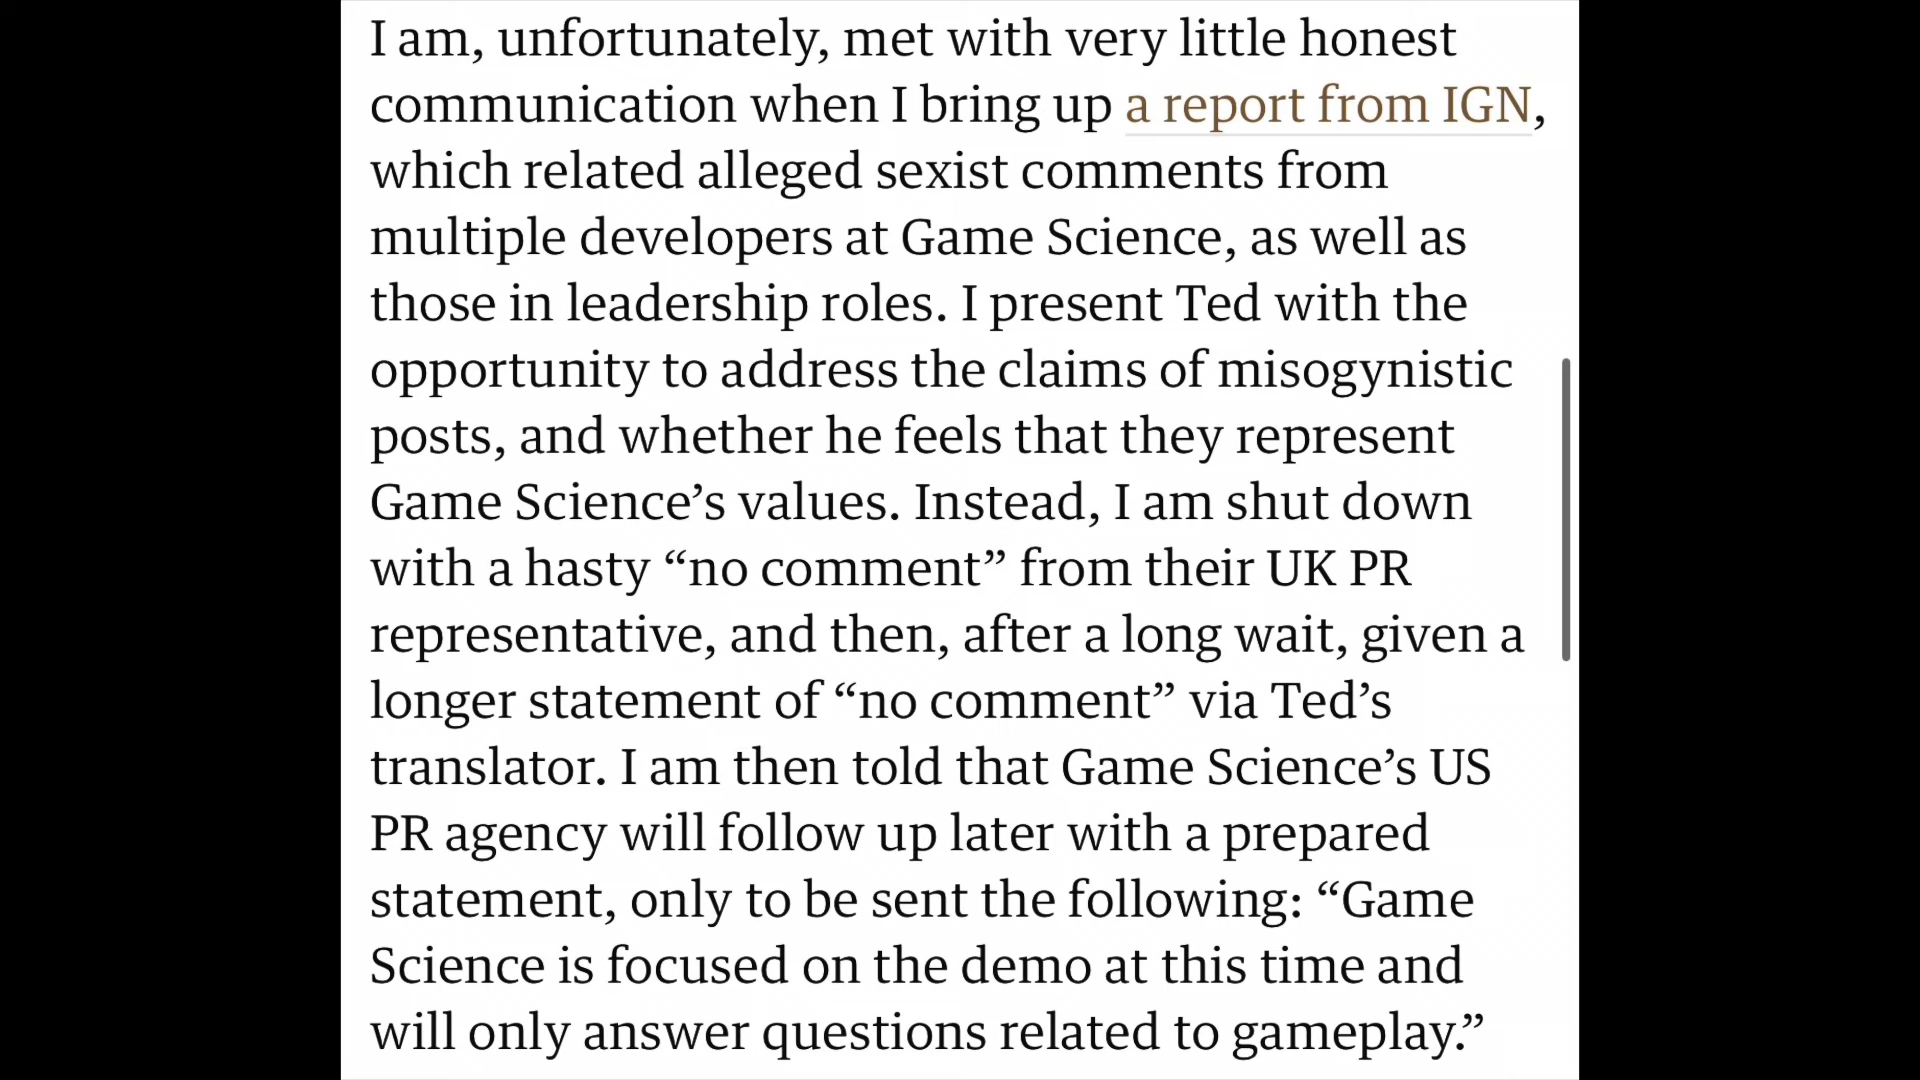 I am, unfortunately, met with very little honest
communication when I bring up a report from IGN,
which related alleged sexist comments from
multiple developers at Game Science, as well as
those in leadership roles. I present Ted with the
opportunity to address the claims of misogynistic
posts, and whether he feels that they represent
Game Science’s values. Instead, I am shut down
with a hasty “no comment” from their UK PR
representative, and then, after a long wait, given a
longer statement of “no comment” via Ted’s
translator. I am then told that Game Science’s US
PR agency will follow up later with a prepared
statement, only to be sent the following: “Game
Science is focused on the demo at this time and
will only answer questions related to gameplay.”